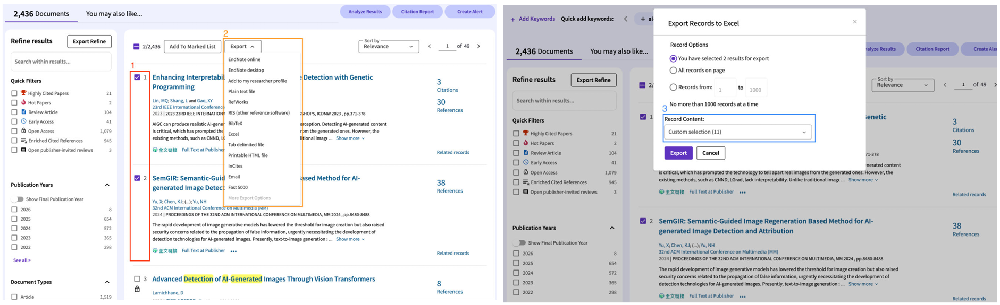 2,436 Documents
You may also like...
Analyze Results
Citation Report
Create Alert
Refine results
Export Refine
Search within results...
Quick Filters
Highly Cited Papers 21
Hot Papers 2
Review Article 104
Early Access 41
Open Access 1,079
Enriched Cited References 945
Open publisher-invited reviews 3
Publication Years
Show Final Publication Year
2026 8
2025 654
2024 572
2023 365
2022 298
See all >
Document Types
Article 1,519
2/2,436
Add To Marked List
2
Export
EndNote online
EndNote desktop
Add to my researcher profile
Plain text file
RefWorks
RIS (other reference software)
BibTeX
Excel
Tab delimited file
Printable HTML file
InCites
Email
Fast 5000
More Export Options
Sort by
Relevance
1 of 49
1
1 Enhancing Interpretabi e Detection with Genetic
Programming
Lin, MQ; Shang, L and Gao, XY
23rd IEEE International Conference
2023 | 2023 23RD IEEE INTERNATION SHOPS, ICDMW 2023 , pp.371-378
AIGC can produce realistic AI-gener erception. Detecting AI-generated content
is critical, which has prompted the rom the generated ones. However, the
existing methods, such as CNND, LG ditional image ... Show more
全文链接 Full Text at Publisher
3
Citations
30
References
Related records
2 SemGIR: Semantic-Guid ased Method for AI-
generated Image Detec
Yu, X; Chen, KJ; (...); Yu, NH
32nd ACM International Conference on Multimedia (MM)
2024 | PROCEEDINGS OF THE 32ND ACM INTERNATIONAL CONFERENCE ON MULTIMEDIA, MM 2024 , pp.8480-8488
The rapid development of image generative models has lowered the threshold for image creation but also raised
security concerns related to the propagation of false information, urgently necessitating the development of
detection technologies for AI-generated images. Presently, text-to-image generation : ... Show more
全文链接 Full Text at Publisher •••
38
References
Related records
3 Advanced Detection of AI-Generated Images Through Vision Transformers
Lamichhane, D
8
References
+ Add Keywords Quick add keywords: + ai
2,436 Documents
You may also like...
nalyze Results
Citation Report
Create Aler
Refine results
Export Refine
Search within results...
Quick Filters
Highly Cited Papers 21
Hot Papers 2
Review Article 104
Early Access 41
Open Access 1,079
Enriched Cited References 945
Open publisher-invited reviews 3
Publication Years
Show Final Publication Year
2026 8
2025 654
2024 572
2023 365
2022 298
Export Records to Excel ×
Record Options
You have selected 2 results for export
All records on page
Records from: 1 to 1000
No more than 1000 records at a time
3
Record Content:
Custom selection (11)
Export
Cancel
2/
Sort by
Relevance
1 of 49
1 enetic
71-378
rated content
is critical, which has prompted the technology to tell apart real images from the generated ones. However, the
existing methods, such as CNND, LGrad, lack interpretability. Unlike traditional image ... Show more
全文链接 Full Text at Publisher •••
3
Citations
30
References
Related records
2 SemGIR: Semantic-Guided Image Regeneration Based Method for AI-
generated Image Detection and Attribution
Yu, X; Chen, KJ; (...); Yu, NH
32nd ACM International Conference on Multimedia (MM)
2024 | PROCEEDINGS OF THE 32ND ACM INTERNATIONAL CONFERENCE ON MULTIMEDIA, MM 2024 , pp.8480-8488
The rapid development of image generative models has lowered the threshold for image creation but also raised
security concerns related to the propagation of false information, urgently necessitating the development of
detection technologies for AI-generated images. Presently, text-to-image generation : ... Show more
全文链接 Full Text at Publisher •••
38
References
Related records